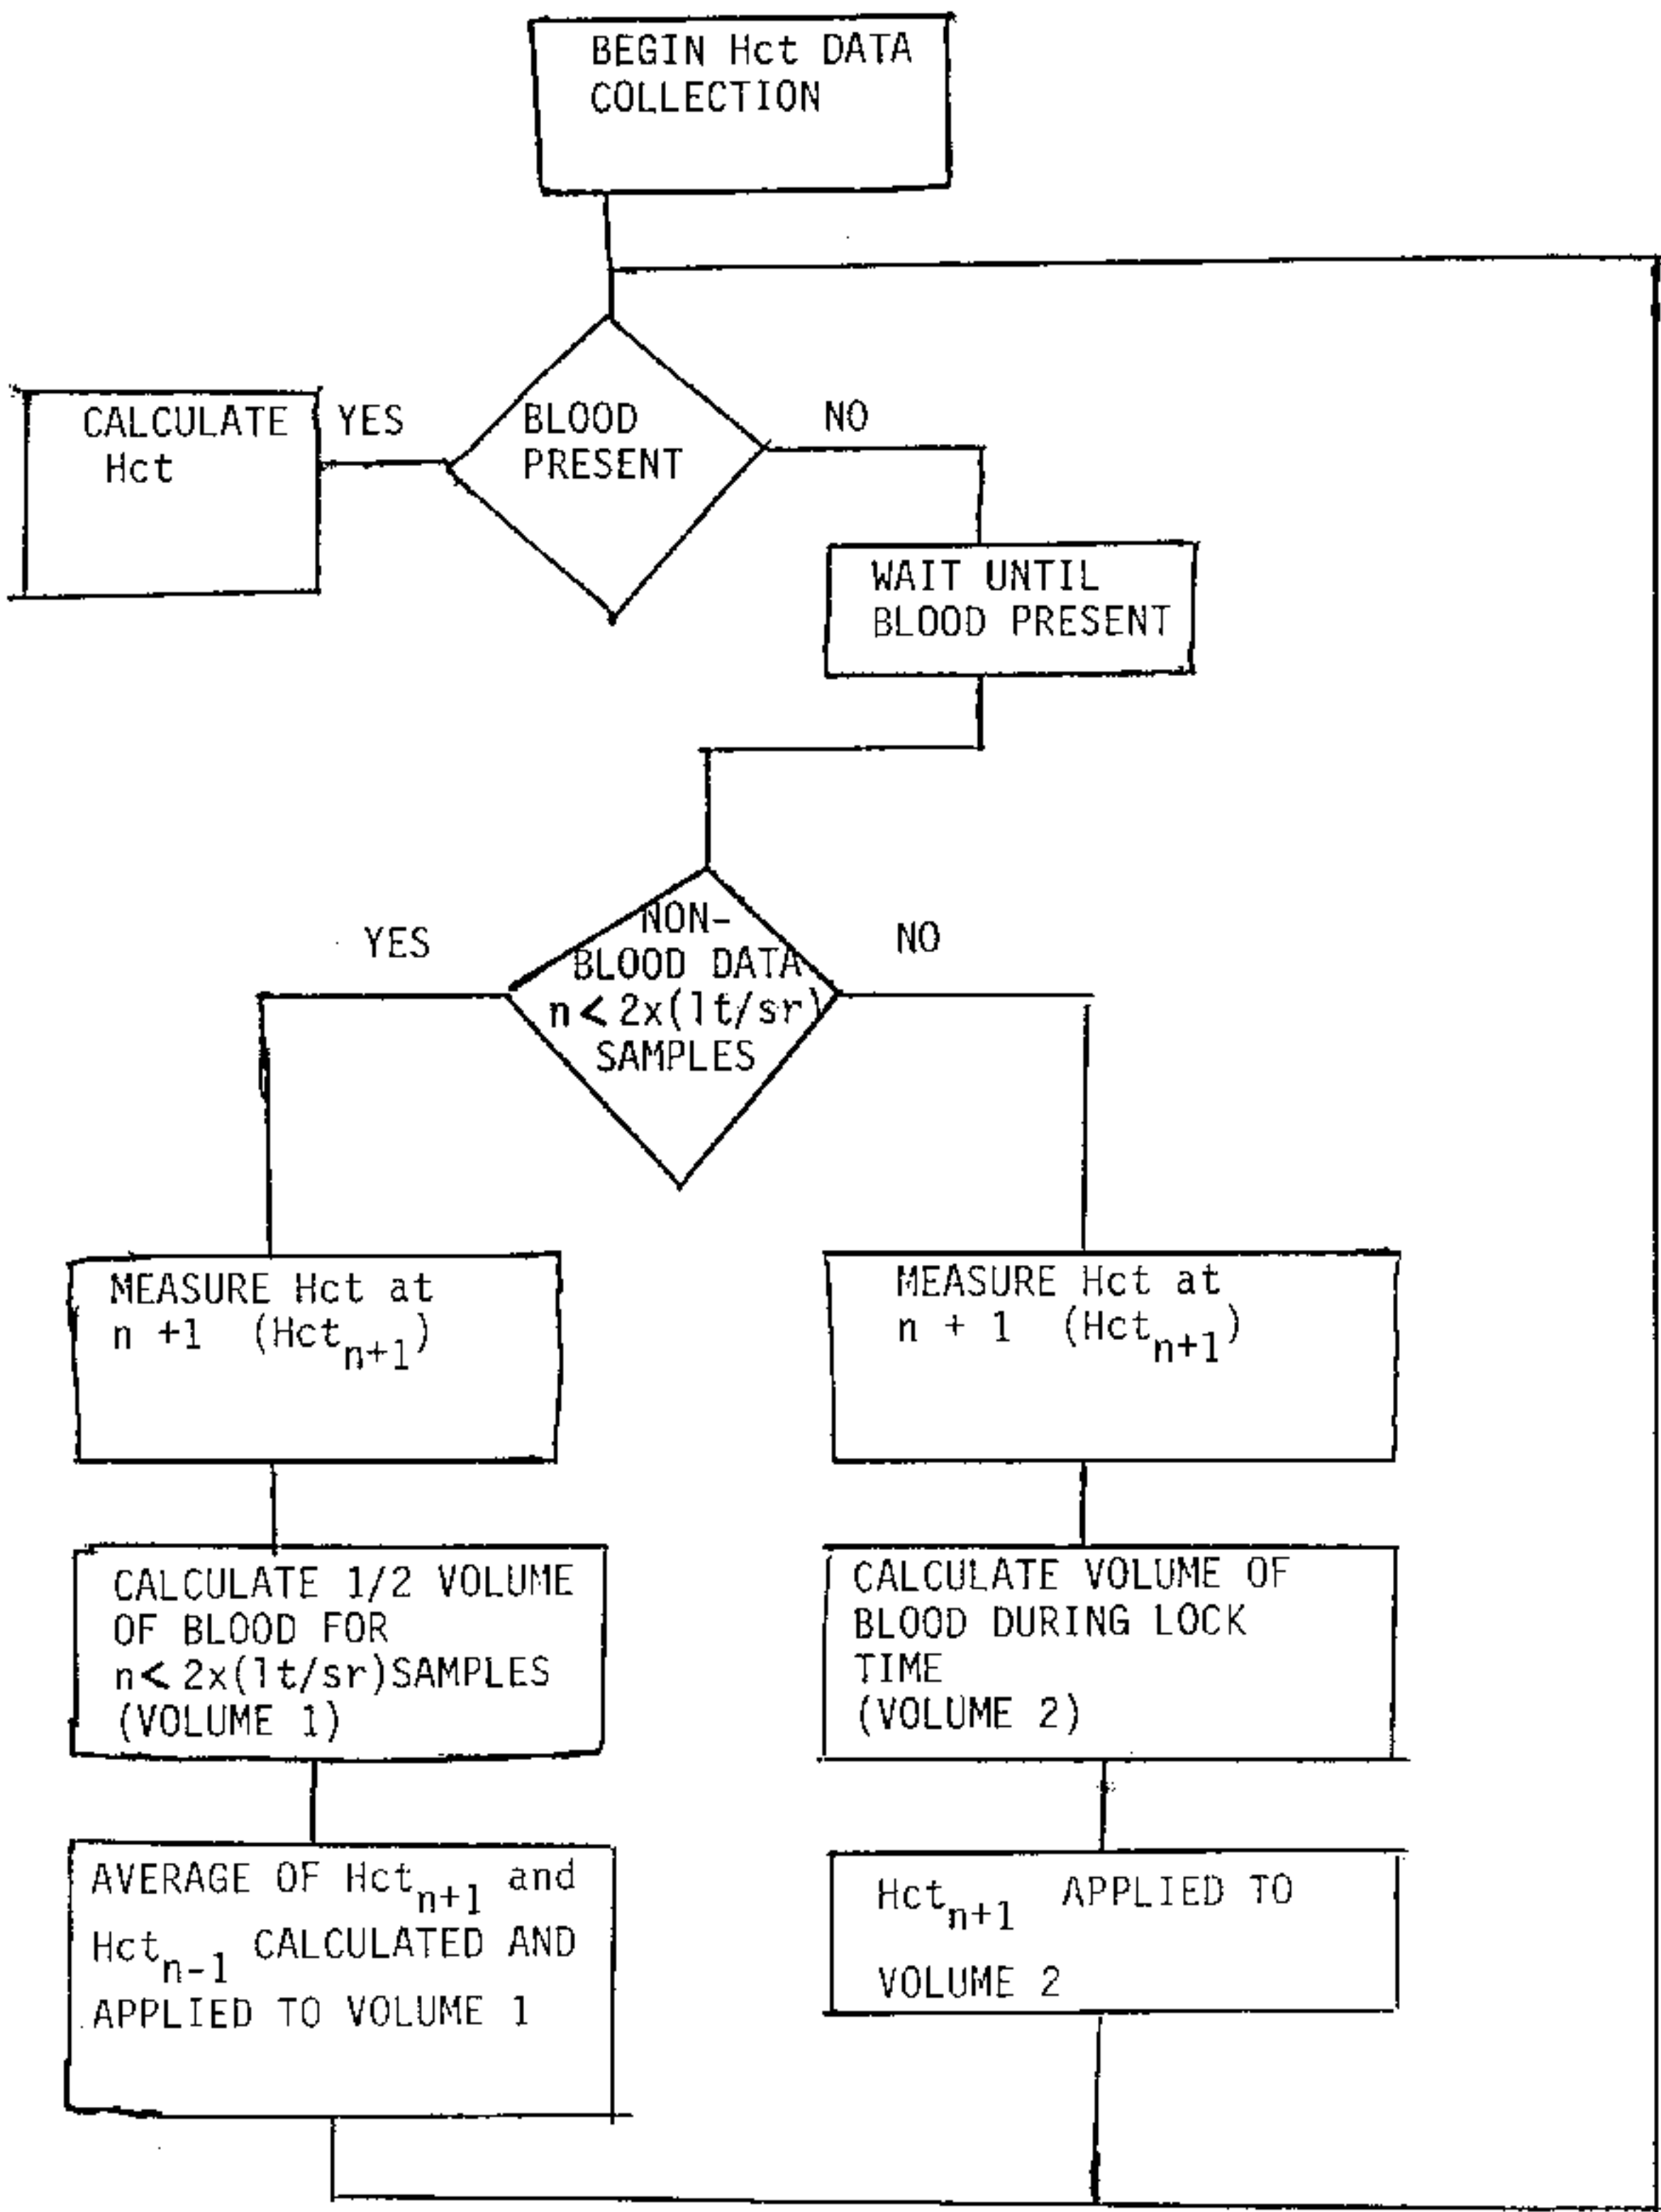 BEGIN Hct DATA
COLLECTION
CALCULATE
Hct
YES
BLOOD
PRESENT
NO
WAIT UNTIL
BLOOD PRESENT
YES
NON-
BLOOD DATA
n < 2x(lt/sr)
SAMPLES
NO
MEASURE Hct at
n +1 (Hctn+1)
MEASURE Hct at
n + 1 (Hctn+1)
CALCULATE 1/2 VOLUME
OF BLOOD FOR
n < 2x(lt/sr)SAMPLES
(VOLUME 1)
CALCULATE VOLUME OF
BLOOD DURING LOCK
TIME
(VOLUME 2)
AVERAGE OF Hctn+1 and
Hctn-1 CALCULATED AND
APPLIED TO VOLUME 1
Hctn+1 APPLIED TO
VOLUME 2